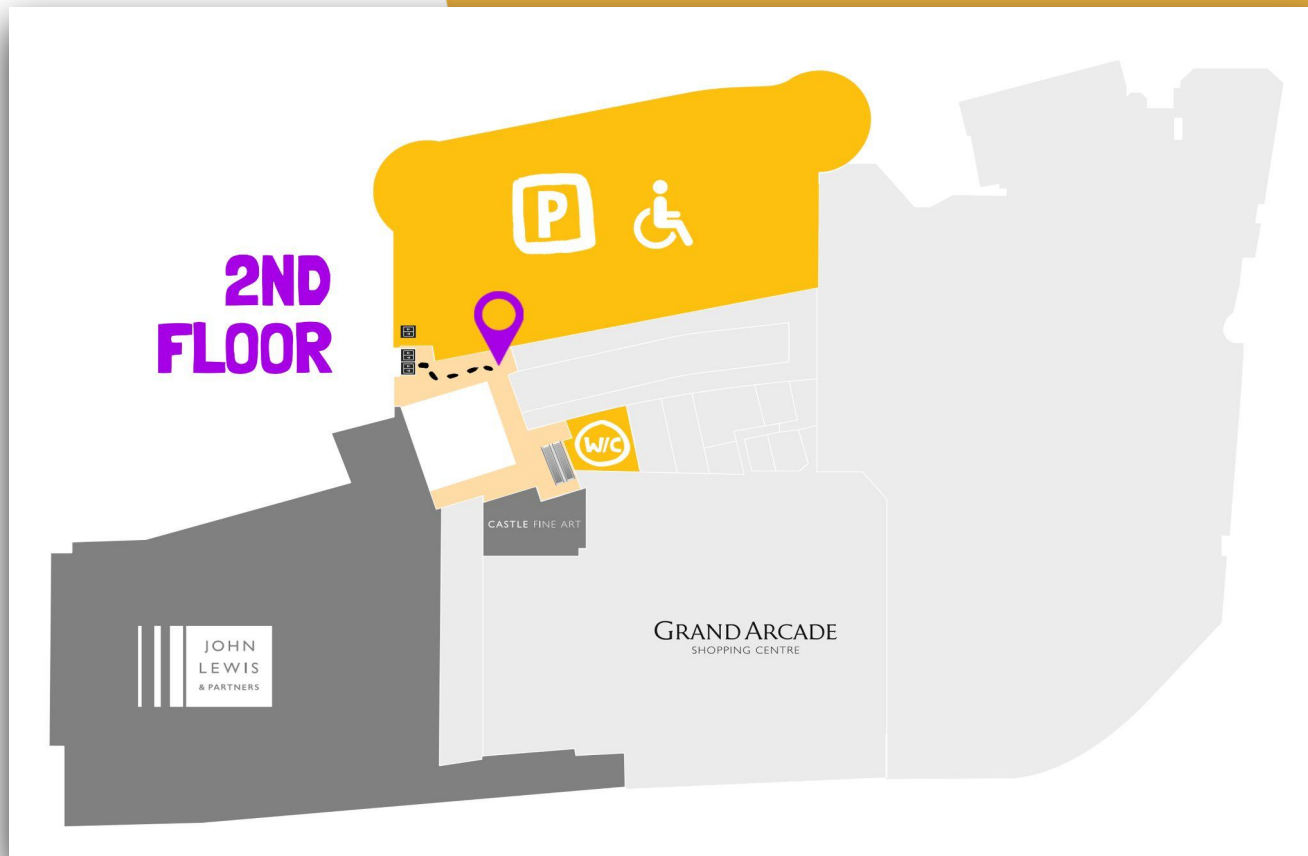 P
2ND
FLOOR
W/C
CASTLE FINE ART
JOHN
LEWIS
& PARTNERS
GRAND ARCADE
SHOPPING CENTRE